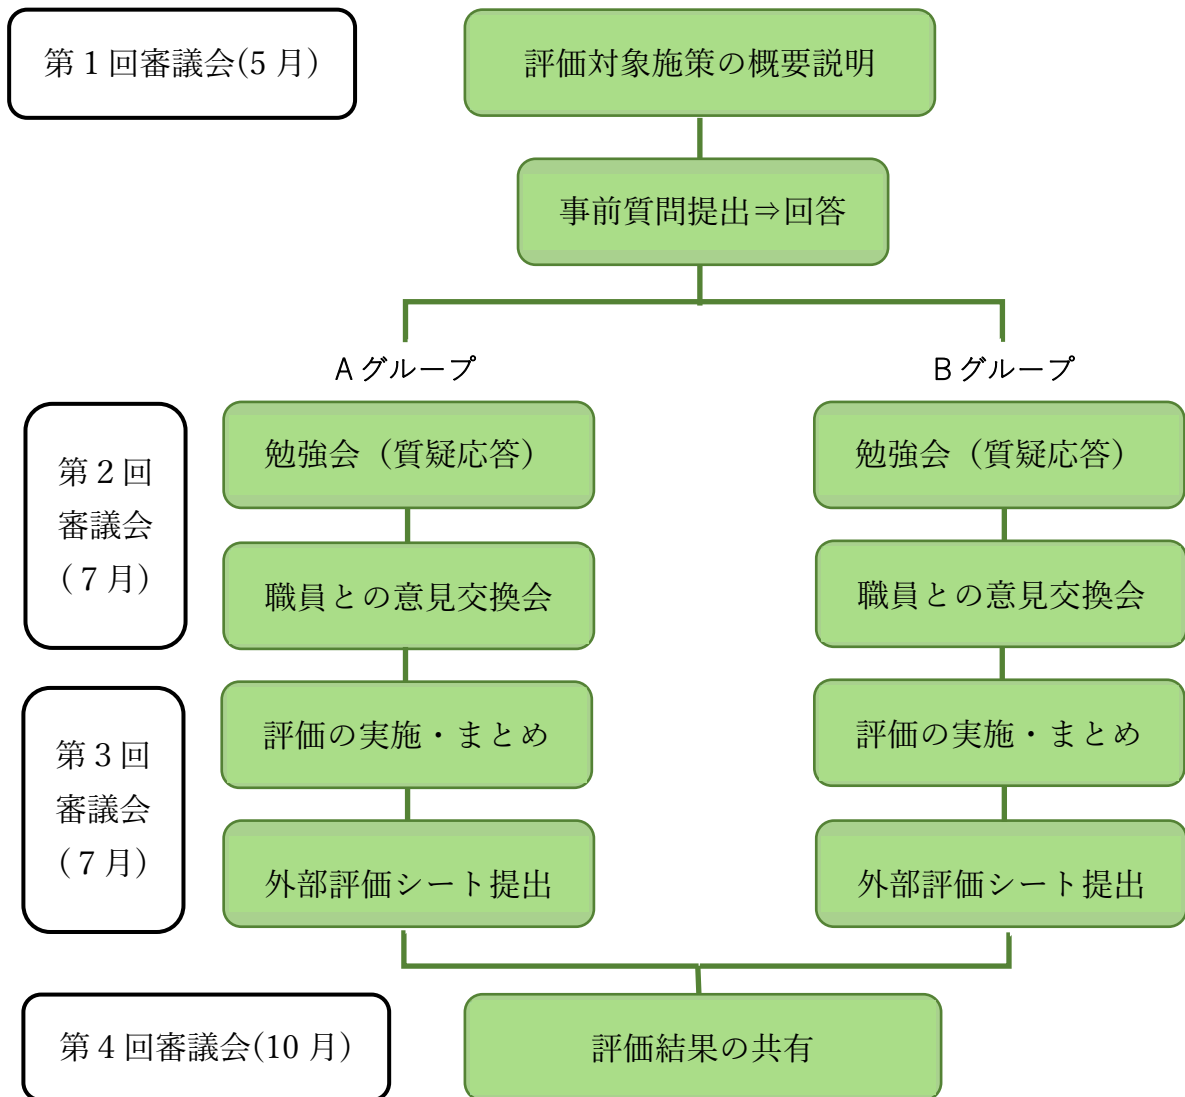 第１回審議会(5 月)
評価対象施策の概要説明
事前質問提出⇒回答
Ａグループ
Ｂグループ
第２回
審議会
(７月)
勉強会（質疑応答）
勉強会（質疑応答）
職員との意見交換会
職員との意見交換会
第３回
審議会
(７月)
評価の実施・まとめ
評価の実施・まとめ
外部評価シート提出
外部評価シート提出
第４回審議会(10 月)
評価結果の共有